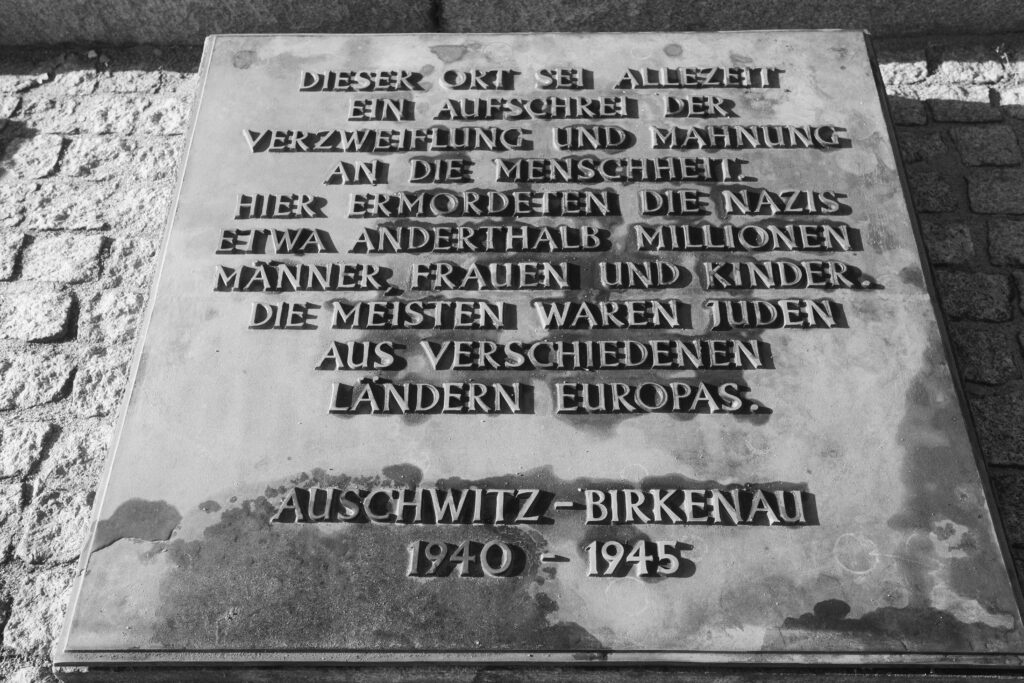 DIESER ORT SEI ALLEZEIT
EIN AUFSCHREI DER
VERZWEIFLUNG UND MAHNUNG
AN DIE MENSCHHEIT.
HIER ERMORDETEN DIE NAZIS
ETWA ANDERTHALB MILLIONEN
MÄNNER, FRAUEN UND KINDER.
DIE MEISTEN WAREN JUDEN
AUS VERSCHIEDENEN
LÄNDERN EUROPAS.
AUSCHWITZ - BIRKENAU
1940 - 1945